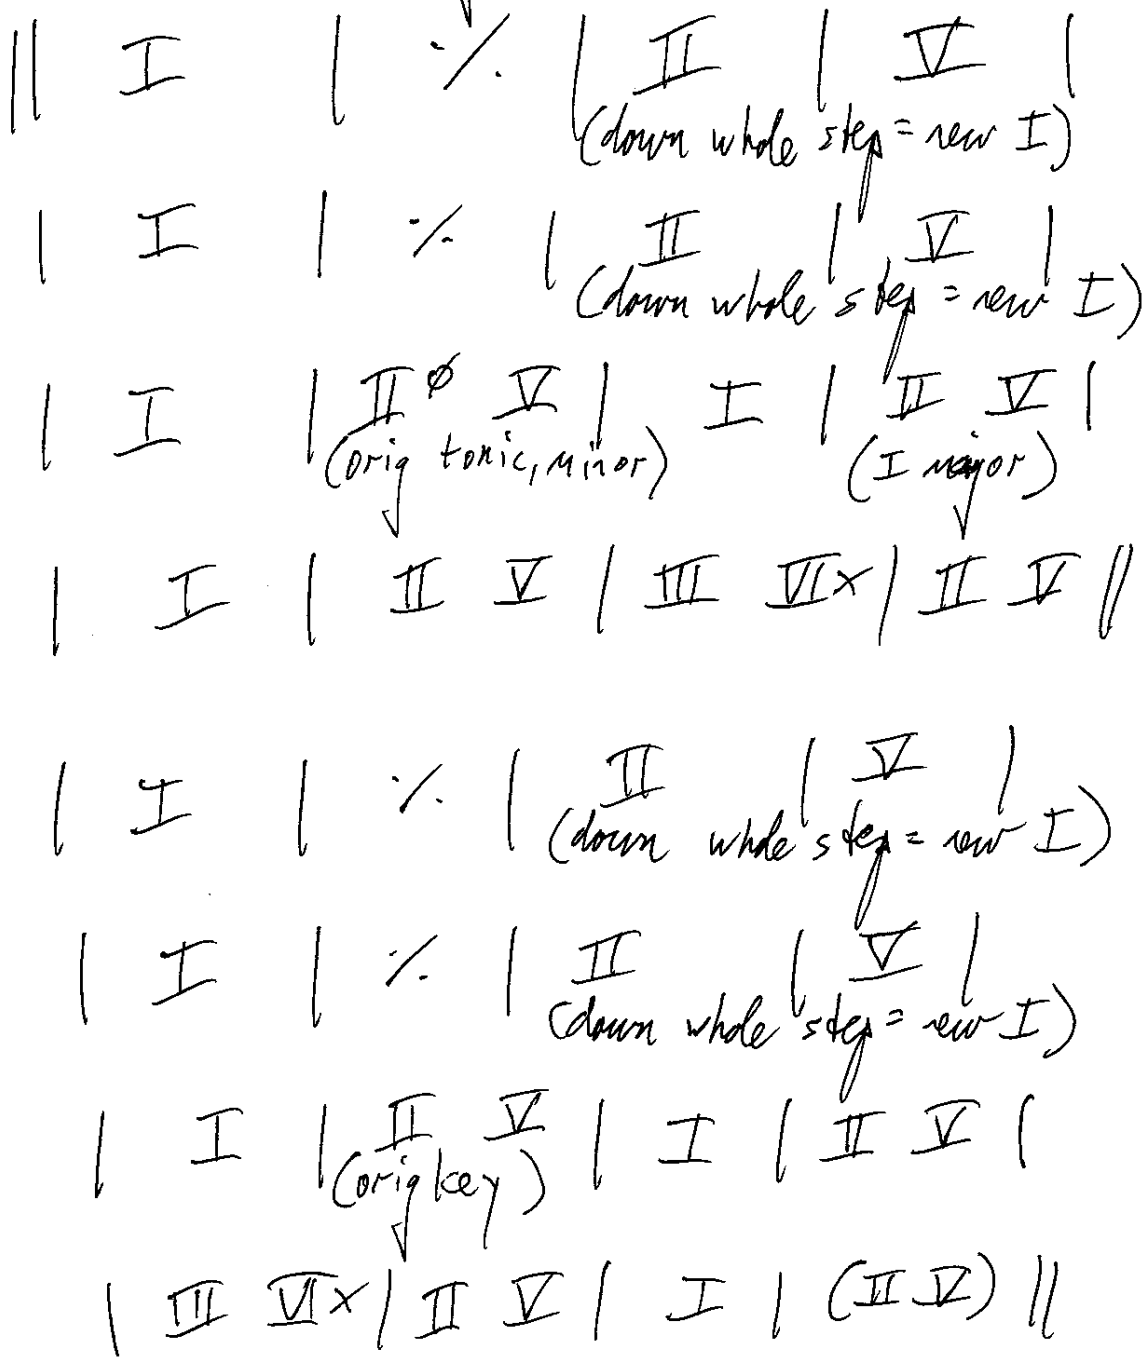 || I | ٪ | II | V |
(down whole step = new I)
| I | ٪ | II | V |
(down whole step = new I)
| I | IIø V | I | II V |
(orig tonic, minor) (I major)
| I | II V | III VIx | II V ||
| I | ٪ | II | V |
(down whole step = new I)
| I | ٪ | II | V |
(down whole step = new I)
| I | II V | I | II V |
(orig key)
| III VIx | II V | I | (II V) ||